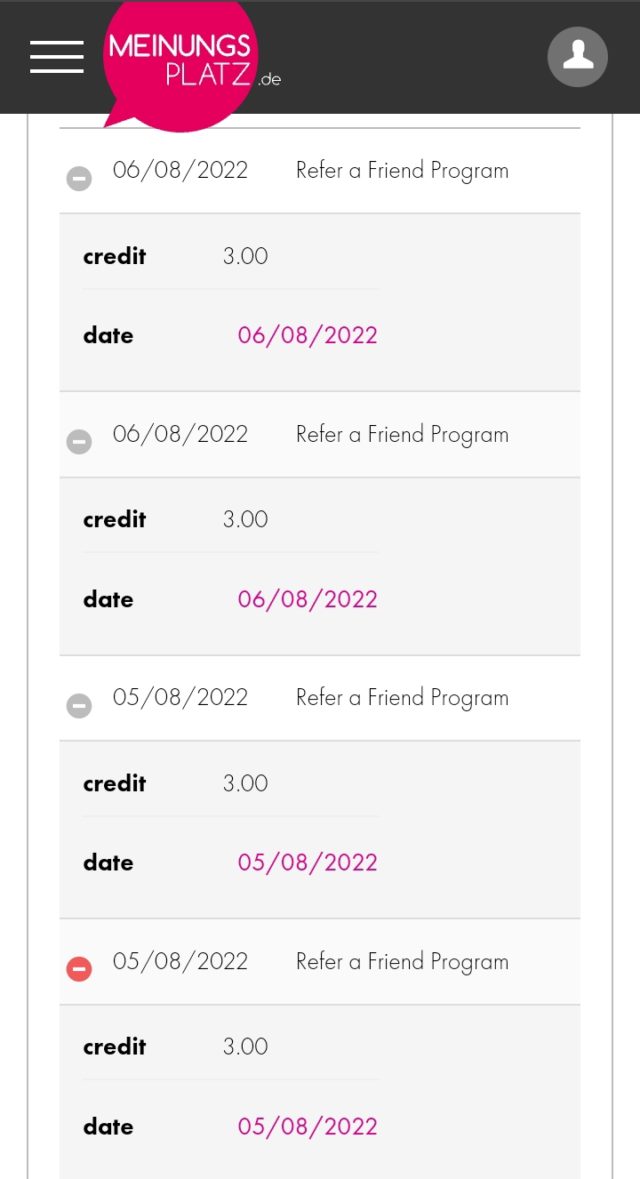 MEINUNGS
PLATZ.de
06/08/2022 Refer a Friend Program
credit 3.00
date 06/08/2022
06/08/2022 Refer a Friend Program
credit 3.00
date 06/08/2022
05/08/2022 Refer a Friend Program
credit 3.00
date 05/08/2022
05/08/2022 Refer a Friend Program
credit 3.00
date 05/08/2022